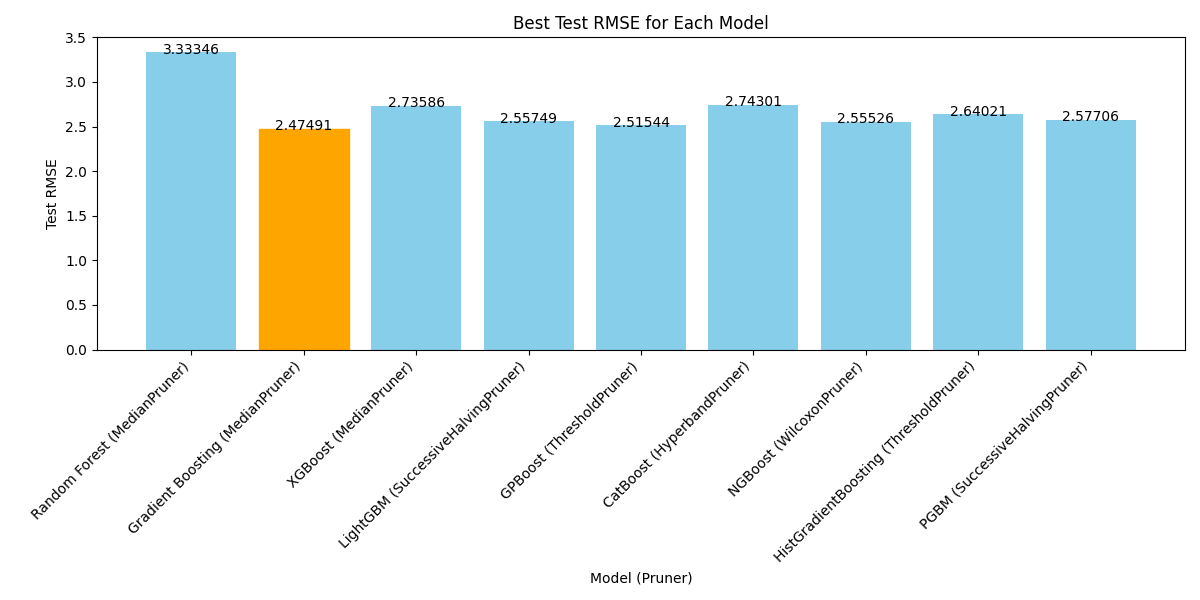 Best Test RMSE for Each Model
3.5
3.0
2.5
2.0
1.5
1.0
0.5
0.0
Test RMSE
3.33346
2.47491
2.73586
2.55749
2.51544
2.74301
2.55526
2.64021
2.57706
Random Forest (MedianPruner)
Gradient Boosting (MedianPruner)
XGBoost (MedianPruner)
LightGBM (SuccessiveHalvingPruner)
GPBoost (ThresholdPruner)
CatBoost (HyperbandPruner)
NGBoost (WilcoxonPruner)
HistGradientBoosting (ThresholdPruner)
PGBM (SuccessiveHalvingPruner)
Model (Pruner)